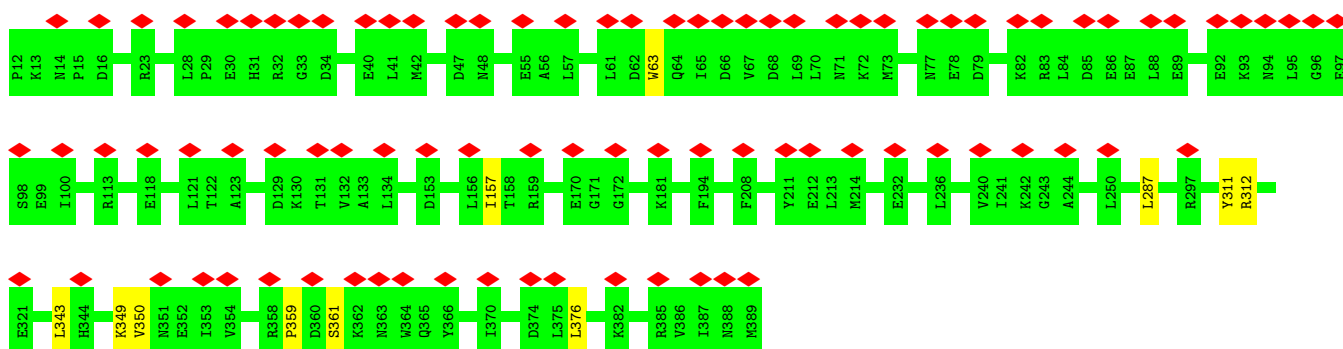 P12 K13 N14 P15 D16 R23 L28 P29 E30 H31 R32 G33 D34 E40 L41 M42 D47 N48 E55 A56 L57 L61 D62 W63 Q64 I65 D66 V67 D68 L69 L70 N71 K72 M73 N77 E78 D79 K82 R83 L84 D85 E86 E87 L88 E89 E92 K93 N94 L95 G96 E97
S98 E99 I100 R113 E118 L121 T122 A123 D129 K130 T131 V132 A133 L134 D153 L156 I157 T158 R159 E170 G171 G172 K181 F194 F208 Y211 E212 L213 M214 E232 L236 V240 I241 K242 G243 A244 L250 L287 R297 Y311 R312
E321 L343 H344 K349 V350 N351 E352 I353 V354 R358 P359 D360 S361 K362 N363 W364 Q365 Y366 I370 D374 L375 L376 K382 R385 V386 I387 N388 M389